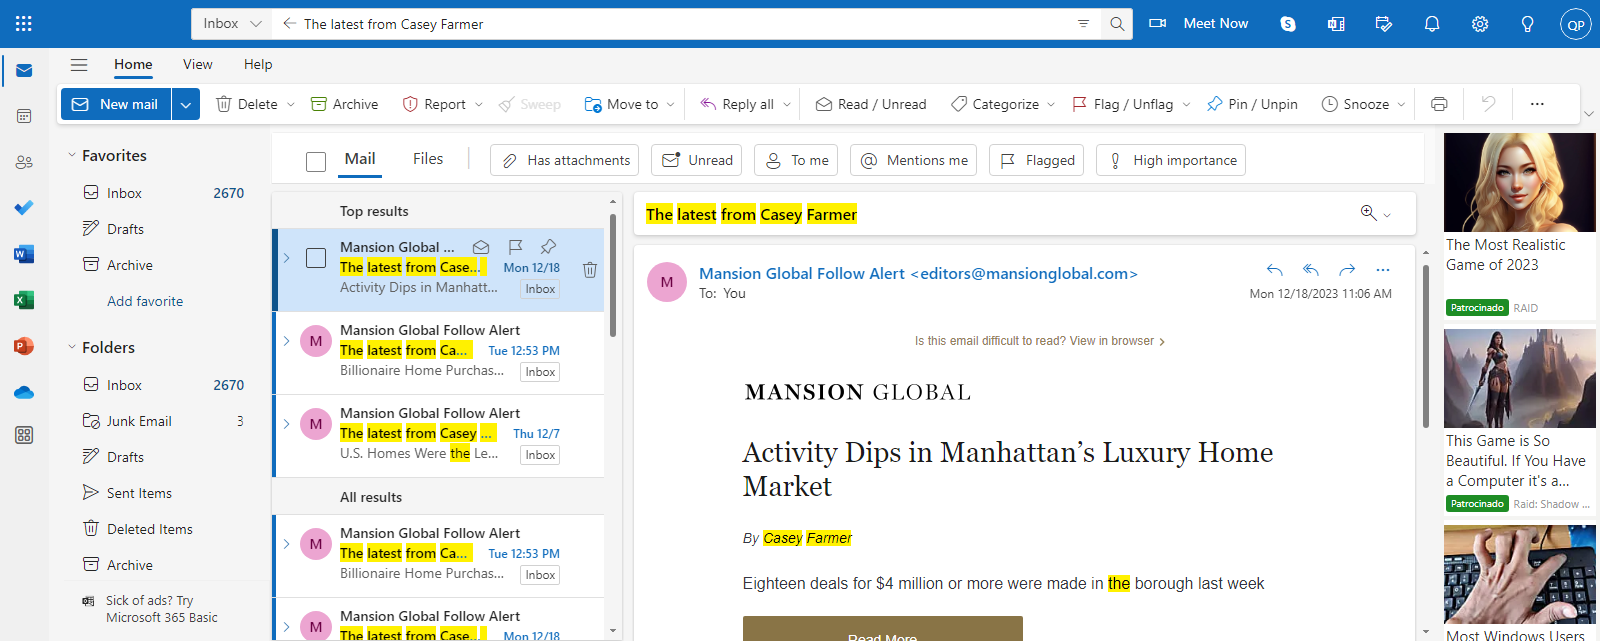 Inbox
The latest from Casey Farmer
Meet Now
QP
Home View Help
New mail Delete Archive Report Sweep Move to Reply all Read / Unread Categorize Flag / Unflag Pin / Unpin Snooze ...
Favorites
Inbox 2670
Drafts
Archive
Add favorite
Folders
Inbox 2670
Junk Email 3
Drafts
Sent Items
Deleted Items
Archive
Sick of ads? Try
Microsoft 365 Basic
Mail Files Has attachments Unread To me Mentions me Flagged High importance
Top results
Mansion Global ...
The latest from Case... Mon 12/18
Activity Dips in Manhatt... Inbox
M
Mansion Global Follow Alert
The latest from Ca... Tue 12:53 PM
Billionaire Home Purchas... Inbox
M
Mansion Global Follow Alert
The latest from Casey ... Thu 12/7
U.S. Homes Were the Le... Inbox
All results
M
Mansion Global Follow Alert
The latest from Ca... Tue 12:53 PM
Billionaire Home Purchas... Inbox
M
Mansion Global Follow Alert
The latest from Case... Mon 12/18
The latest from Casey Farmer
M
Mansion Global Follow Alert <editors@mansionglobal.com>
To: You
Mon 12/18/2023 11:06 AM
Is this email difficult to read? View in browser >
MANSION GLOBAL
Activity Dips in Manhattan’s Luxury Home
Market
By Casey Farmer
Eighteen deals for $4 million or more were made in the borough last week
Read More
The Most Realistic
Game of 2023
Patrocinado RAID
This Game is So
Beautiful. If You Have
a Computer it's a...
Patrocinado Raid: Shadow ...
Most Windows Users